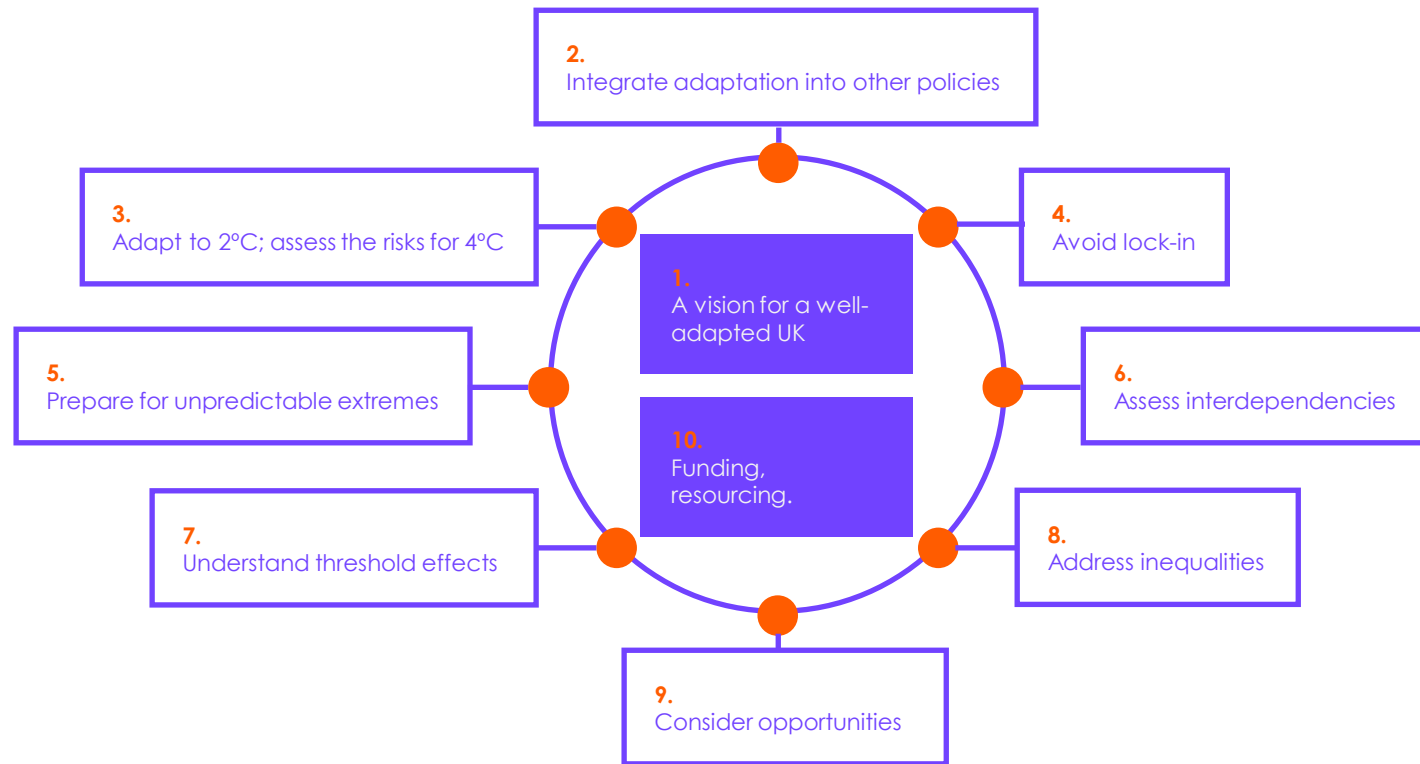 2.
Integrate adaptation into other policies
3.
Adapt to 2°C; assess the risks for 4°C
4.
Avoid lock-in
1.
A vision for a well-
adapted UK
5.
Prepare for unpredictable extremes
6.
Assess interdependencies
10.
Funding,
resourcing.
7.
Understand threshold effects
8.
Address inequalities
9.
Consider opportunities